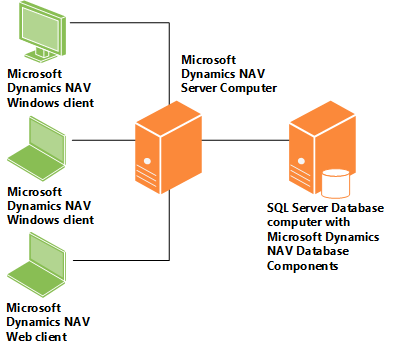 Microsoft
Dynamics NAV
Windows client
Microsoft
Dynamics NAV
Server Computer
Microsoft
Dynamics NAV
Windows client
SQL Server Database
computer with
Microsoft Dynamics
NAV Database
Components
Microsoft
Dynamics NAV
Web client